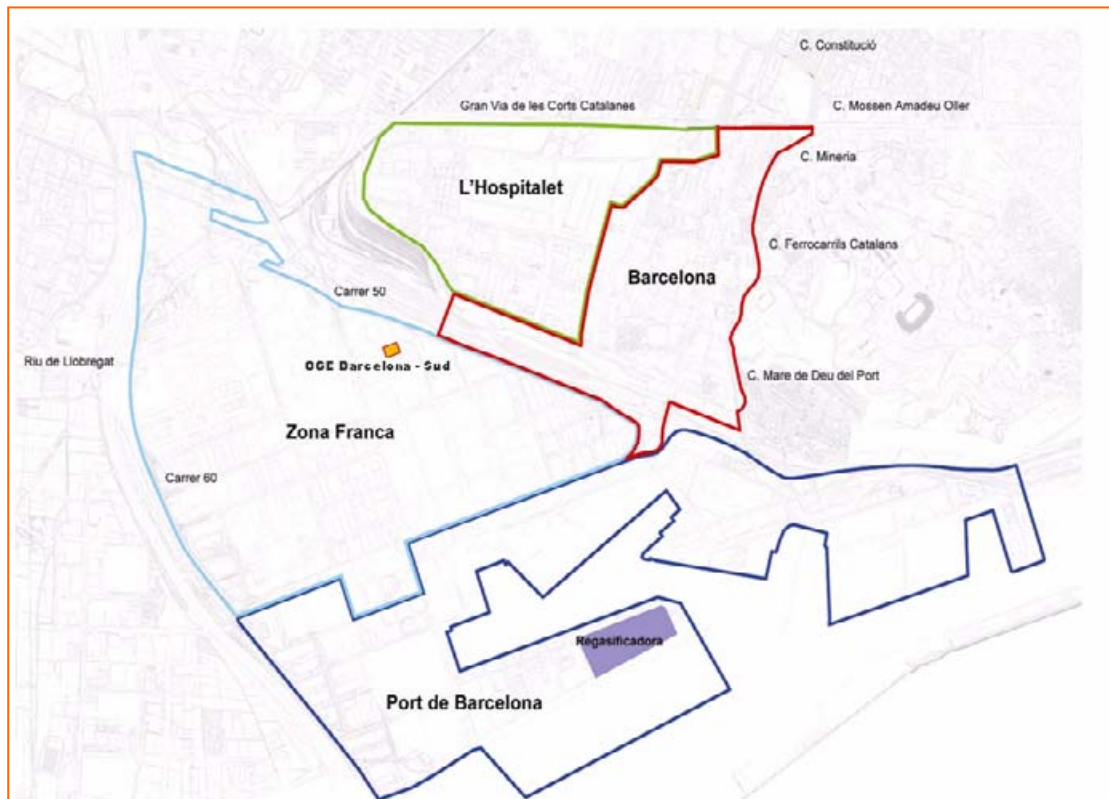 C. Constitució
Gran Via de les Corts Catalanes
C. Mossen Amadeu Oller
C. Mineria
L'Hospitalet
C. Ferrocarrils Catalans
Barcelona
Carrer 50
Riu de Llobregat
CGE Barcelona - Sud
C. Mare de Deu del Port
Zona Franca
Carrer 60
Regasificadora
Port de Barcelona